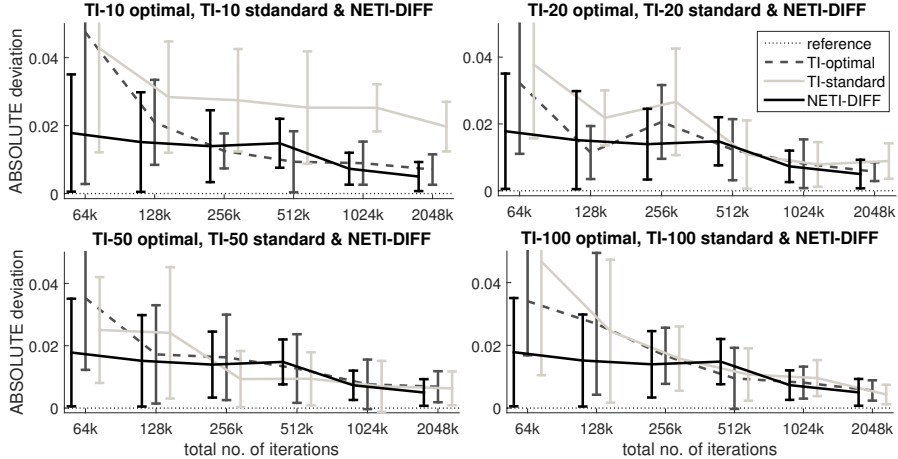 TI-10 optimal, TI-10 stdandard & NETI-DIFF
ABSOLUTE deviation
0.04
0.02
0
64k 128k 256k 512k 1024k 2048k
TI-20 optimal, TI-20 standard & NETI-DIFF
reference
TI-optimal
TI-standard
NETI-DIFF
0.04
0.02
0
64k 128k 256k 512k 1024k 2048k
TI-50 optimal, TI-50 standard & NETI-DIFF
ABSOLUTE deviation
0.04
0.02
0
64k 128k 256k 512k 1024k 2048k
total no. of iterations
TI-100 optimal, TI-100 standard & NETI-DIFF
0.04
0.02
0
64k 128k 256k 512k 1024k 2048k
total no. of iterations